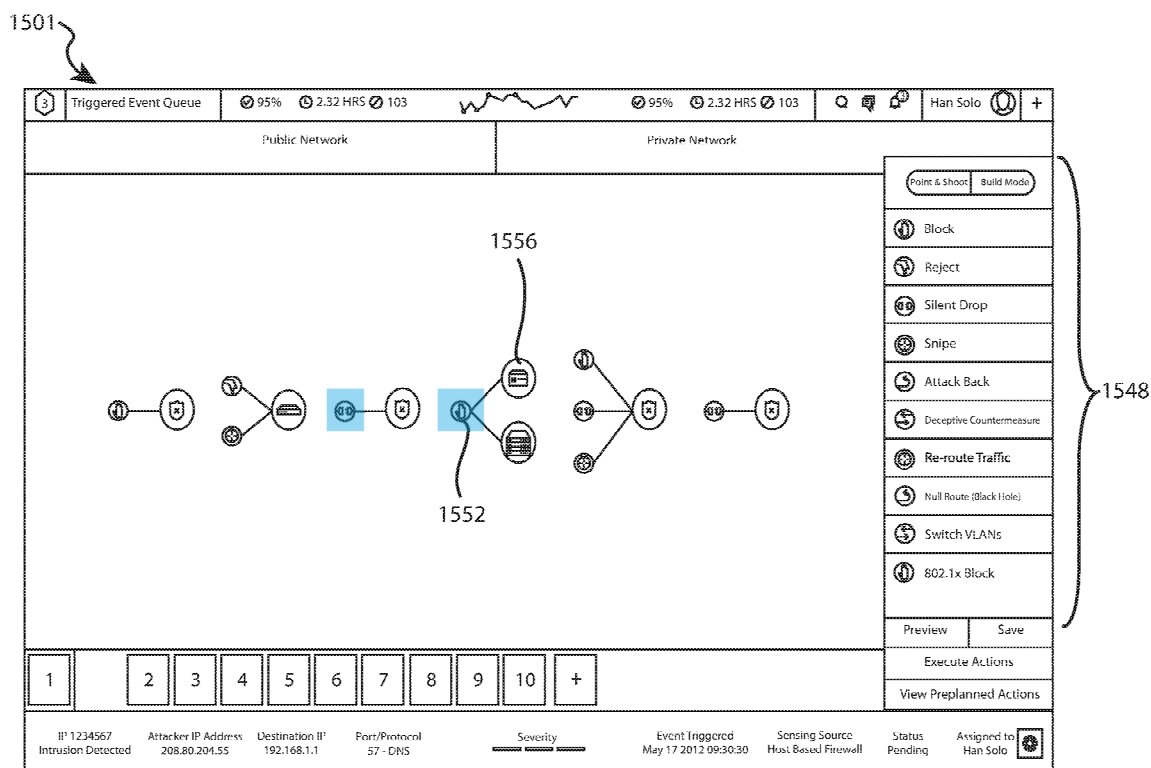 1501
3
Triggered Event Queue
95%
2.32 HRS
103
95%
2.32 HRS
103
3
Han Solo
+
Public Network
Private Network
Point & Shoot
Build Mode
Block
Reject
Silent Drop
Snipe
Attack Back
Deceptive Countermeasure
Re-route Traffic
Null Route (Black Hole)
Switch VLANs
802.1x Block
1548
1556
1552
Preview
Save
Execute Actions
View Preplanned Actions
1
2
3
4
5
6
7
8
9
10
+
IP 1234567
Intrusion Detected
Attacker IP Address
208.80.204.55
Destination IP
192.168.1.1
Port/Protocol
57 - DNS
Severity
Event Triggered
May 17 2012 09:30:30
Sensing Source
Host Based Firewall
Status
Pending
Assigned to
Han Solo